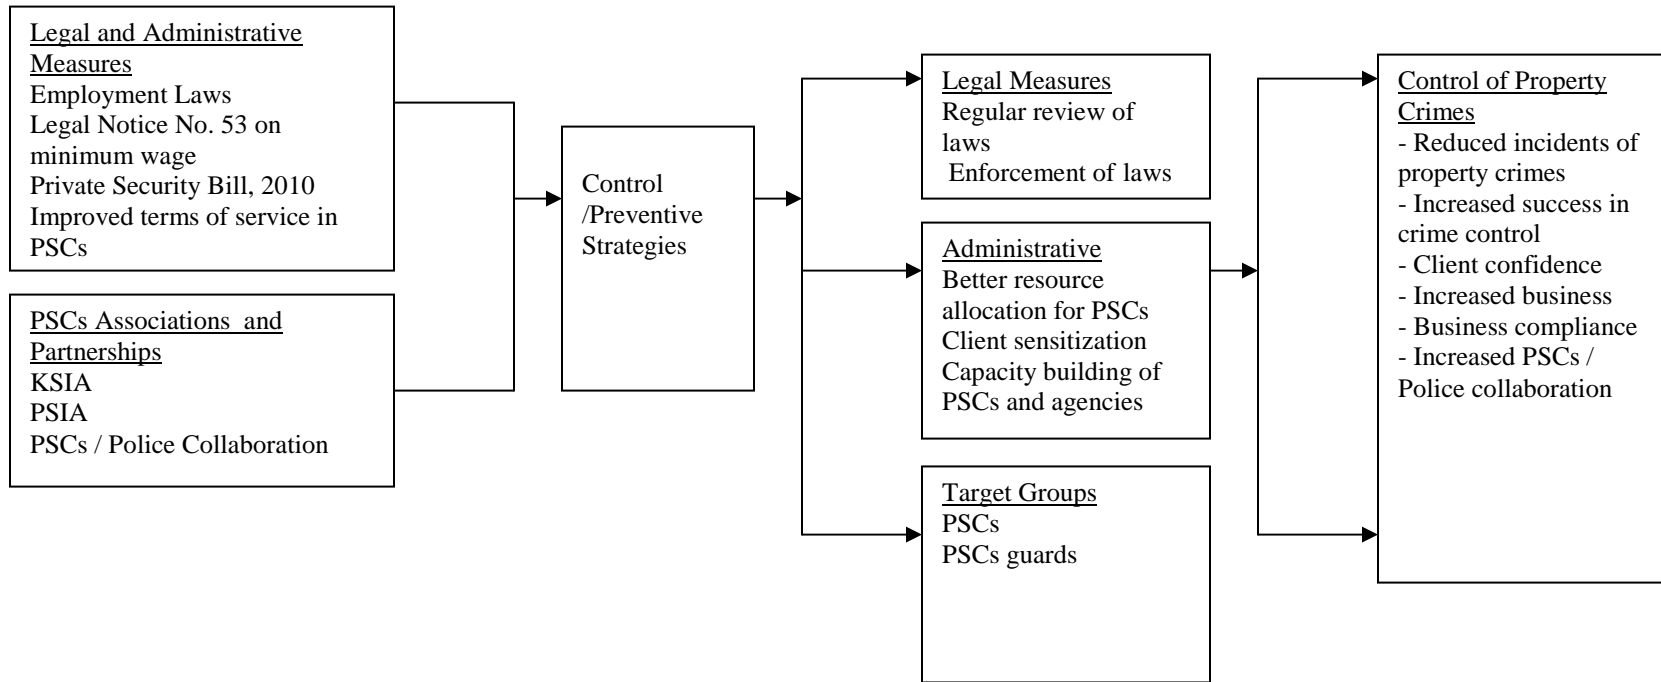 Legal and Administrative
Measures
Employment Laws
Legal Notice No. 53 on
minimum wage
Private Security Bill, 2010
Improved terms of service in
PSCs
PSCs Associations and
Partnerships
KSIA
PSIA
PSCs / Police Collaboration
Control
/Preventive
Strategies
Legal Measures
Regular review of
laws
Enforcement of laws
Administrative
Better resource
allocation for PSCs
Client sensitization
Capacity building of
PSCs and agencies
Target Groups
PSCs
PSCs guards
Control of Property
Crimes
- Reduced incidents of
property crimes
- Increased success in
crime control
- Client confidence
- Increased business
- Business compliance
- Increased PSCs /
Police collaboration